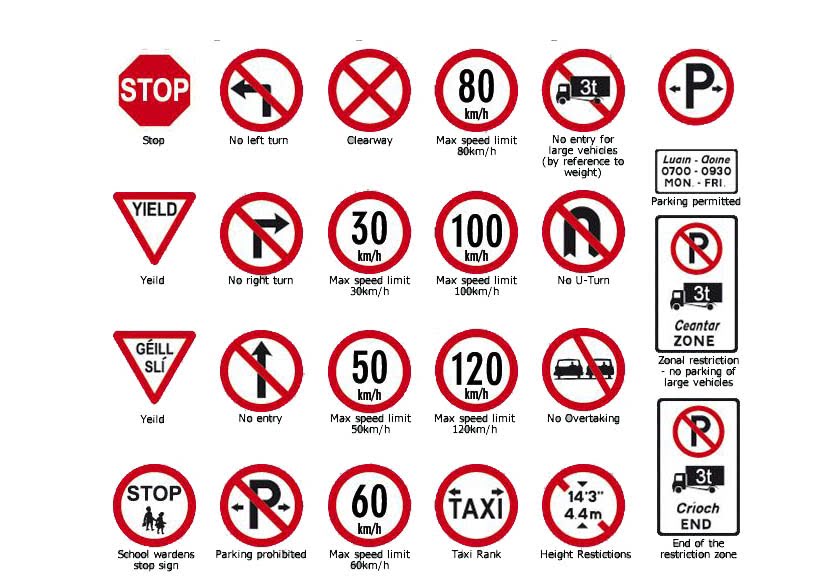 STOP
Stop
No left turn
Clearway
80
km/h
Max speed limit
80km/h
3t
No entry for
large vehicles
(by reference to
weight)
P
Luain - Aoine
0700 - 0930
MON. - FRI.
Parking permitted
YIELD
Yeild
No right turn
30
km/h
Max speed limit
30km/h
100
km/h
Max speed limit
100km/h
No U-Turn
P
3t
Ceantar
ZONE
Zonal restriction
- no parking of
large vehicles
GÉILL
SLÍ
Yeild
No entry
50
km/h
Max speed limit
50km/h
120
km/h
Max speed limit
120km/h
No Overtaking
P
3t
Crioch
END
End of the
restriction zone
STOP
School wardens
stop sign
P
Parking prohibited
60
km/h
Max speed limit
60km/h
TAXI
Taxi Rank
14'3"
4.4m
Height Restictions